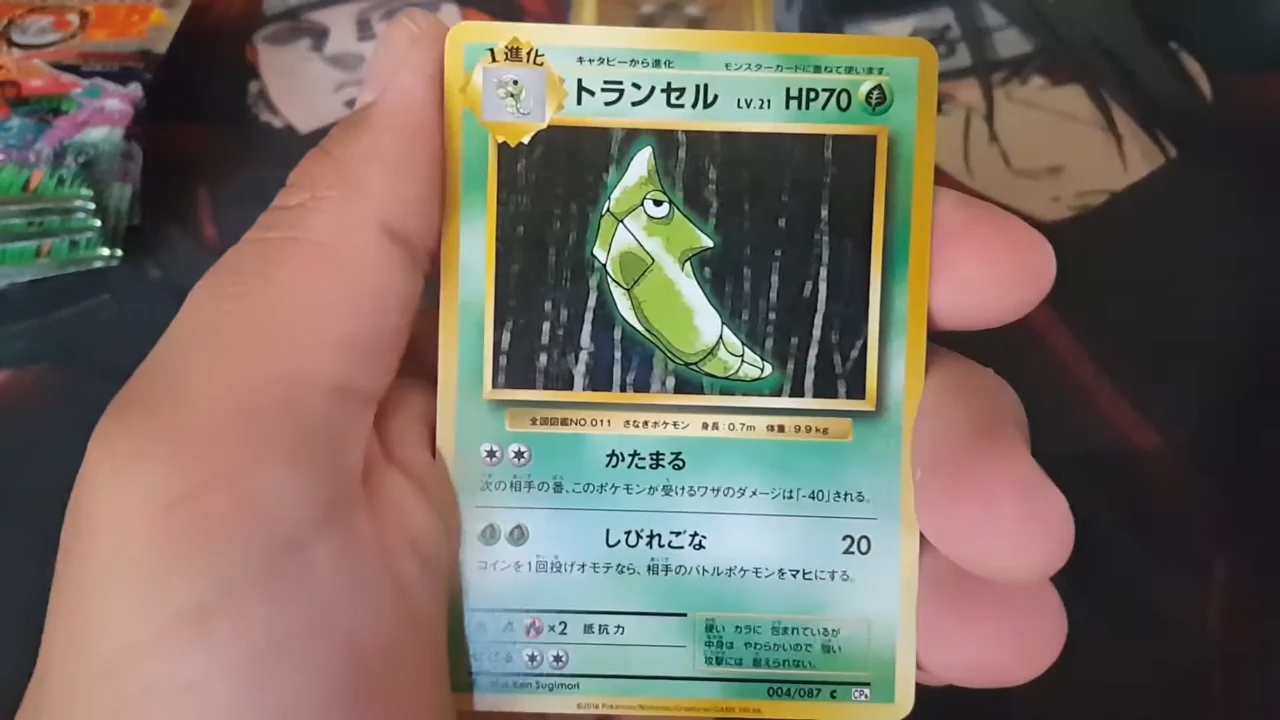 1進化
キャタピーから進化
モンスターカードに重ねて使います。
トランセル LV.21 HP70
全国図鑑NO.011 さなぎポケモン 身長:0.7m 体重:9.9kg
かたまる
次の相手の番、このポケモンが受けるワザのダメージは「-40」される。
しびれごな 20
コインを1回投げオモテなら、相手のバトルポケモンをマヒにする。
×2 抵抗力
硬い カラに 包まれているが
中身は やわらかいので 強い
攻撃には 耐えられない。
Ken Sugimori
004/087 C CP6
©2016 Pokémon/Nintendo/Creatures/GAME FREAK.